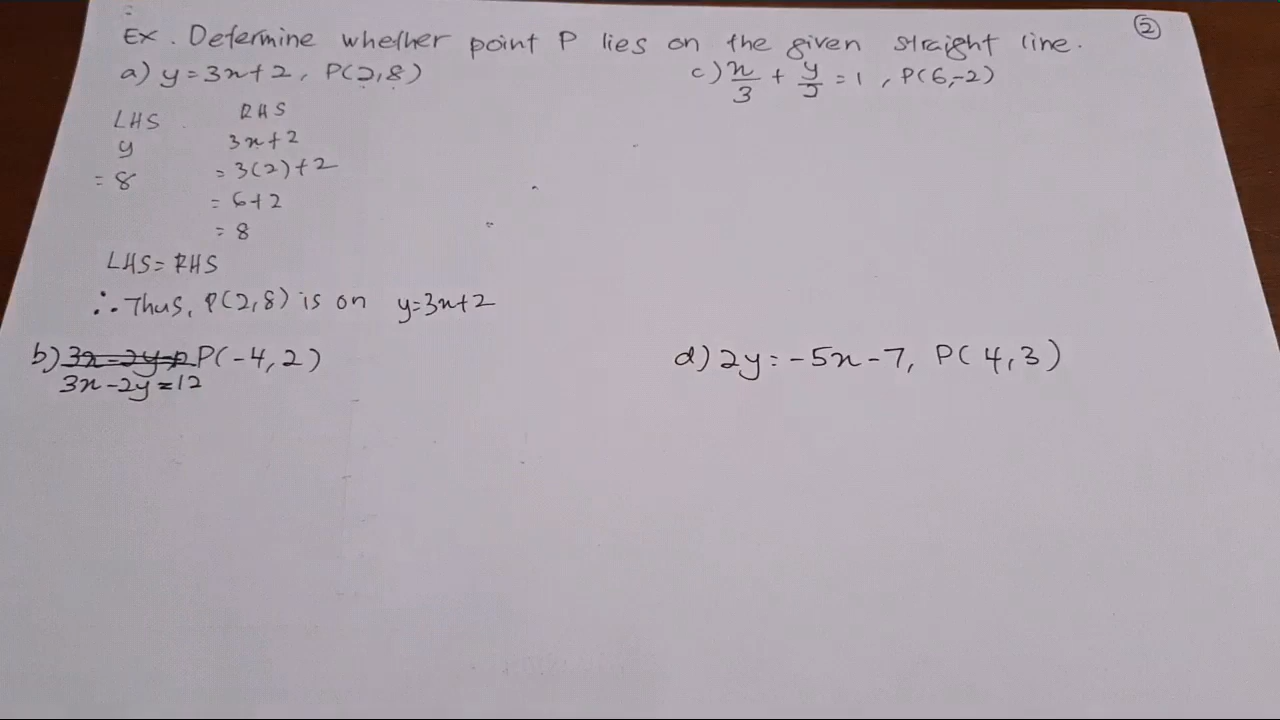 ②
Ex. Determine whether point P lies on the given straight line.
a) y = 3x + 2, P(2,8)
LHS
y
= 8
RHS
3x+2
= 3(2)+2
= 6+2
= 8
LHS = RHS
∴ Thus, P(2,8) is on y=3x+2
b) P(-4,2)
3x-2y=12
c) x/3 + y/ = 1, P(6,-2)
d) 2y = -5x - 7, P(4,3)